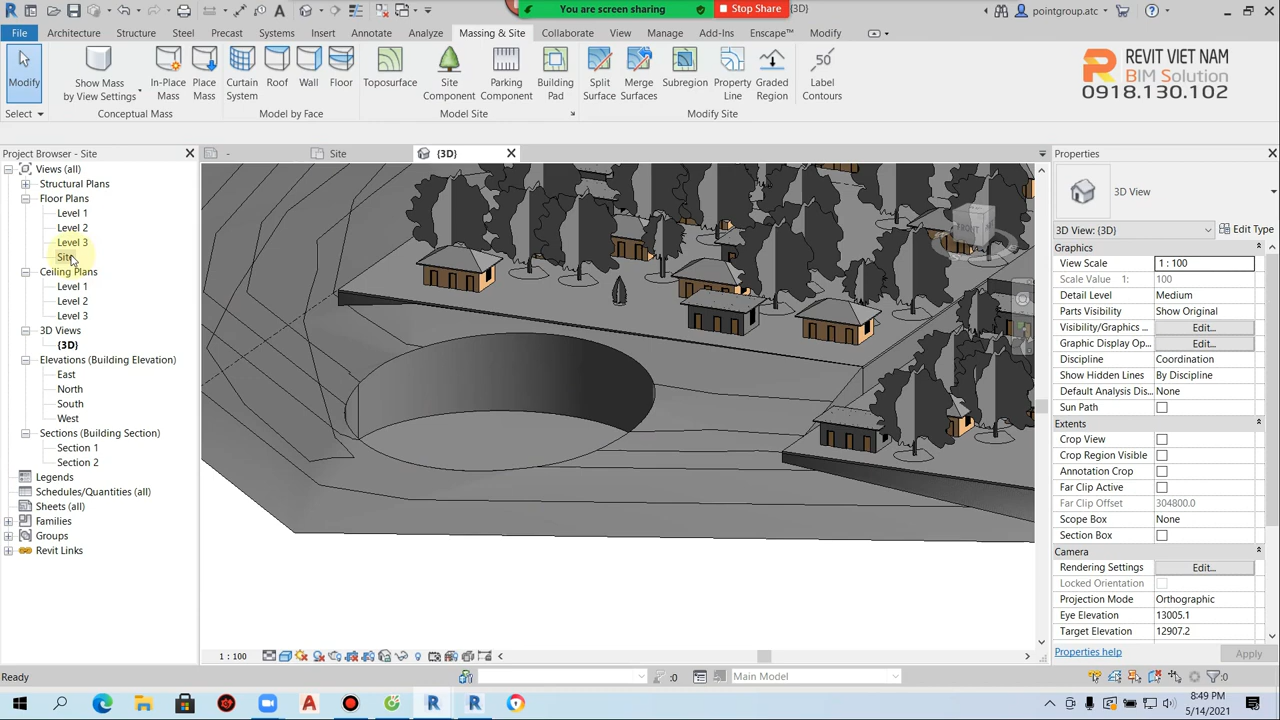 You are screen sharing
Stop Share
{3D}
pointgroup.atc
File
Architecture
Structure
Steel
Precast
Systems
Insert
Annotate
Analyze
Massing & Site
Collaborate
View
Manage
Add-Ins
Enscape™
Modify
Modify
Show Mass
by View Settings
In-Place
Mass
Place
Mass
Curtain
System
Roof
Wall
Floor
Toposurface
Site
Component
Parking
Component
Building
Pad
Split
Surface
Merge
Surfaces
Subregion
Property
Line
Graded
Region
50
Label
Contours
REVIT VIET NAM
BIM Solution
0918.130.102
Select
Conceptual Mass
Model by Face
Model Site
Modify Site
Project Browser - Site
-
Site
{3D}
Properties
Views (all)
Structural Plans
Floor Plans
Level 1
Level 2
Level 3
Site
Ceiling Plans
Level 1
Level 2
Level 3
3D Views
{3D}
Elevations (Building Elevation)
East
North
South
West
Sections (Building Section)
Section 1
Section 2
Legends
Schedules/Quantities (all)
Sheets (all)
Families
Groups
Revit Links
FRONT
3D View
3D View: {3D}
Edit Type
Graphics
View Scale 1 : 100
Scale Value 1: 100
Detail Level Medium
Parts Visibility Show Original
Visibility/Graphics ... Edit...
Graphic Display Op... Edit...
Discipline Coordination
Show Hidden Lines By Discipline
Default Analysis Dis... None
Sun Path
Extents
Crop View
Crop Region Visible
Annotation Crop
Far Clip Active
Far Clip Offset 304800.0
Scope Box None
Section Box
Camera
Rendering Settings Edit...
Locked Orientation
Projection Mode Orthographic
Eye Elevation 13005.1
Target Elevation 12907.2
Properties help
Apply
1 : 100
Ready
:0
Main Model
:0
8:49 PM
5/14/2021